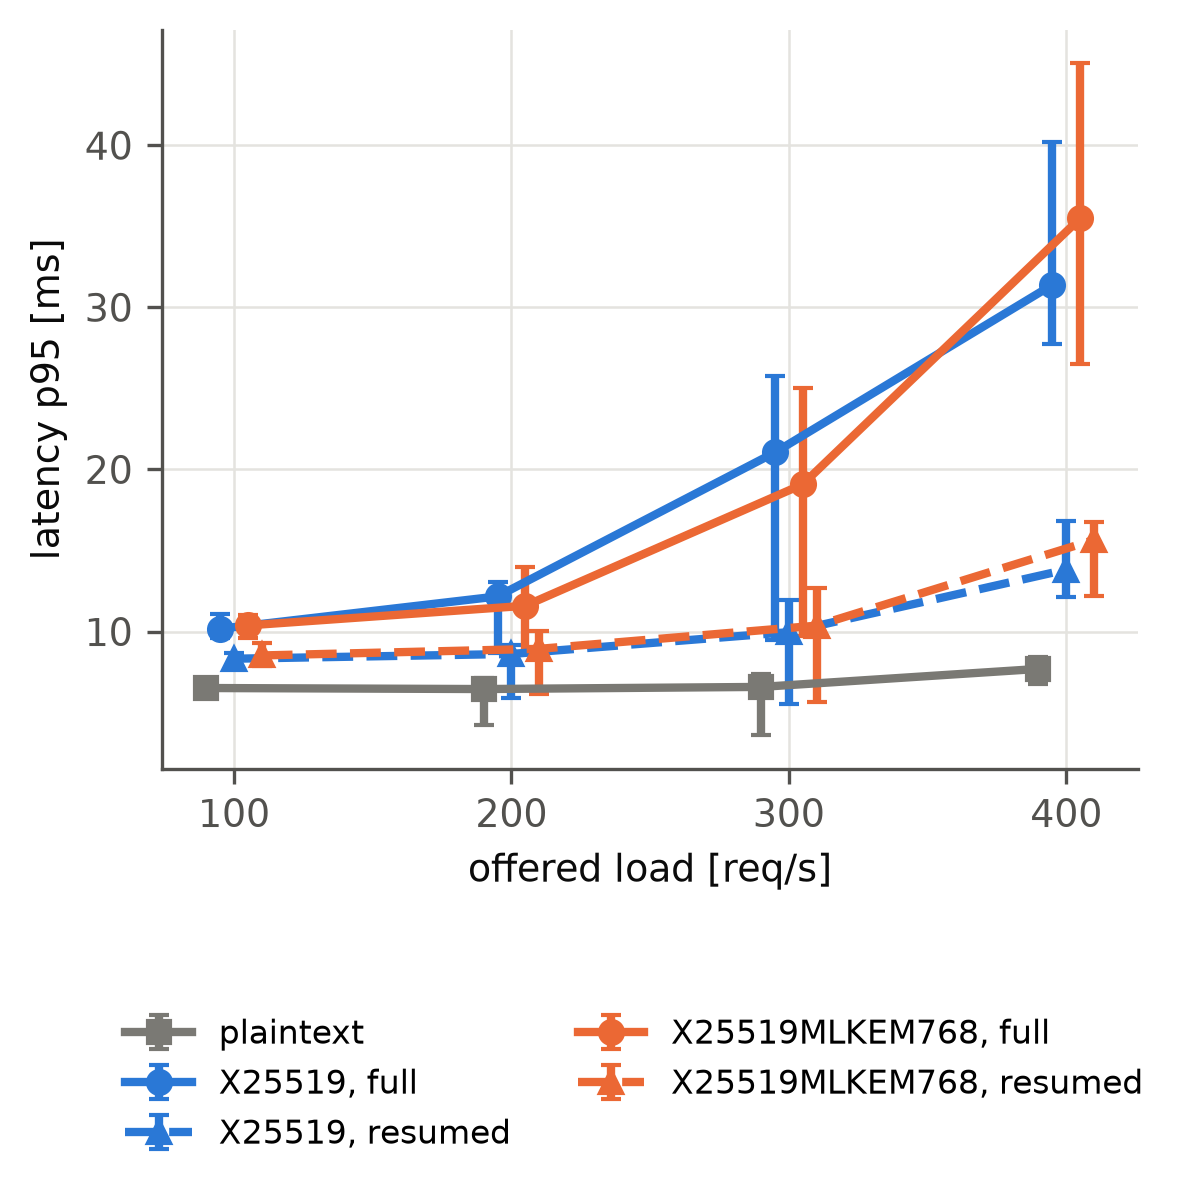 40
30
20
10
latency p95 [ms]
100 200 300 400
offered load [req/s]
plaintext
X25519, full
X25519, resumed
X25519MLKEM768, full
X25519MLKEM768, resumed